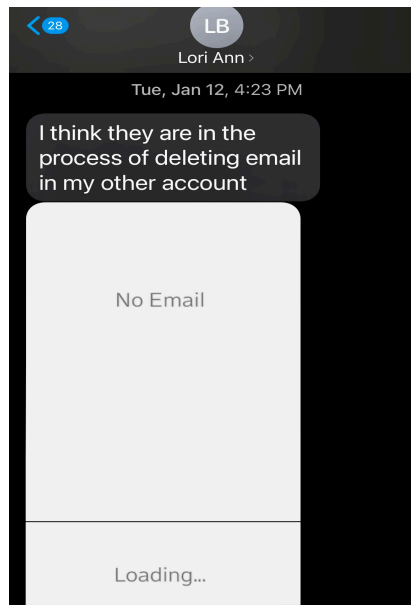 28
LB
Lori Ann >
Tue, Jan 12, 4:23 PM
I think they are in the
process of deleting email
in my other account
No Email
Loading...